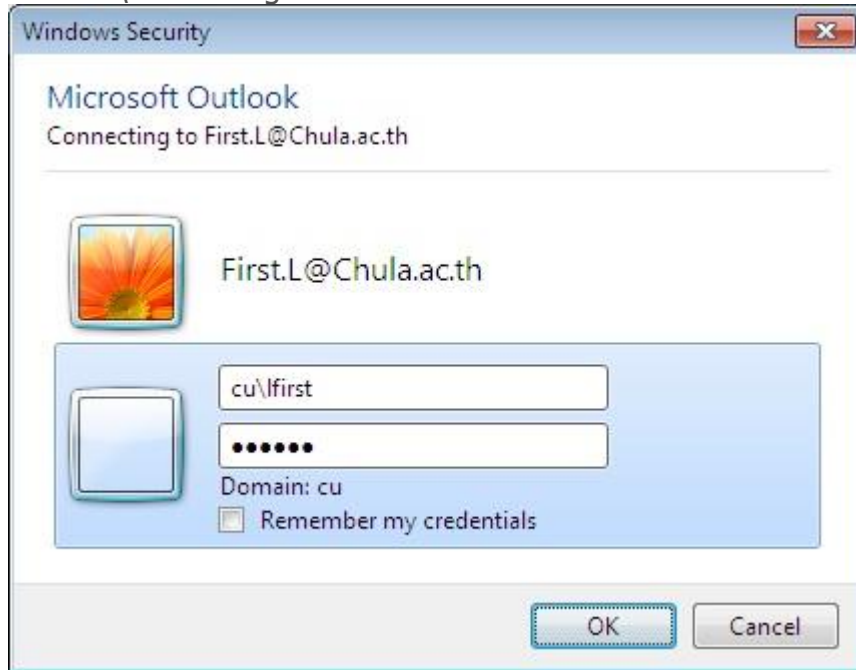 Windows Security
Microsoft Outlook
Connecting to First.L@Chula.ac.th
First.L@Chula.ac.th
cu\lfirst
••••••
Domain: cu
Remember my credentials
OK Cancel